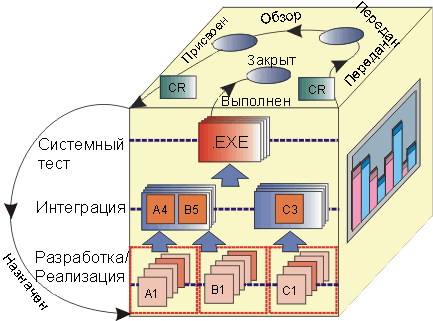 Обзор
Передан
Присвоен
Закрыт
Передан
CR
CR
Выполнен
.EXE
Системный
тест
Интеграция
A4
B5
C3
Разработка/
Реализация
Назначен
A1
B1
C1